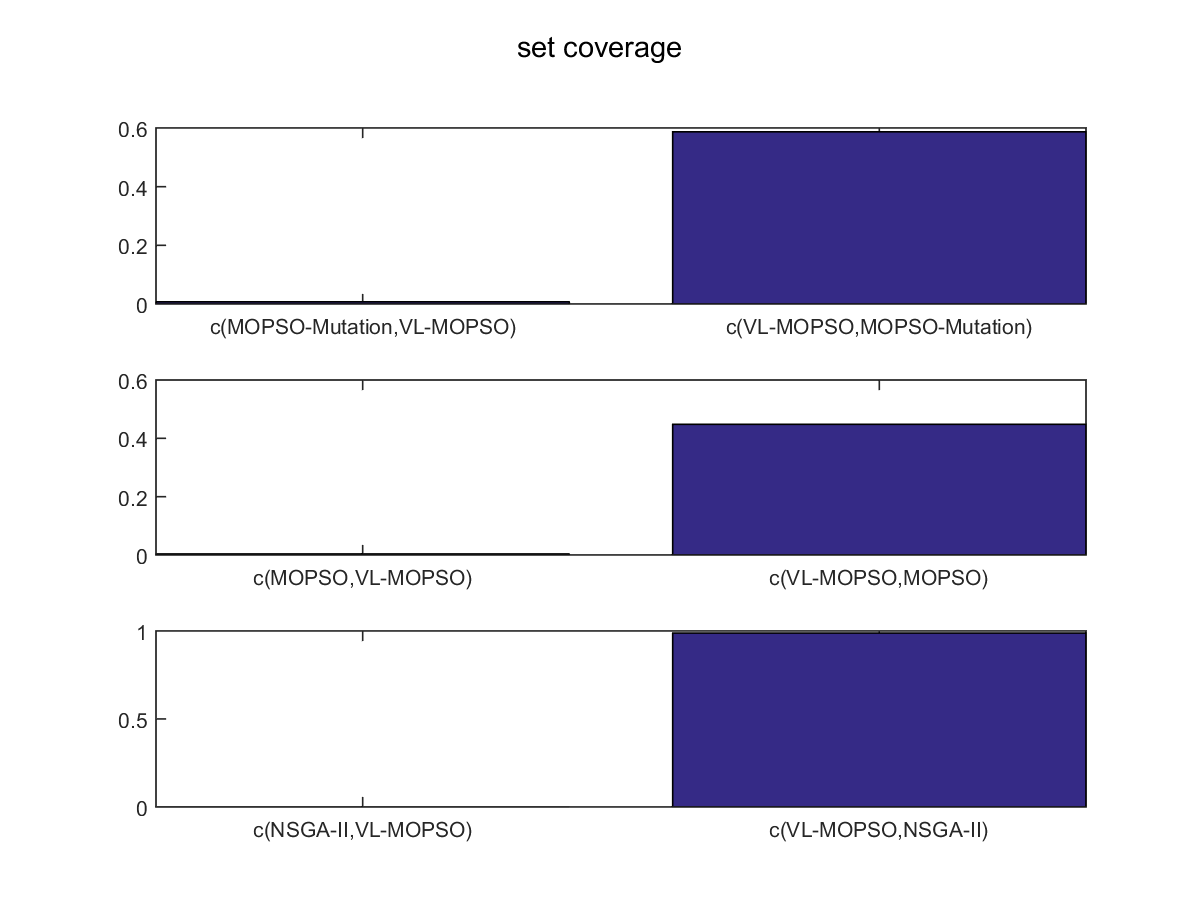 set coverage
0.6
0.4
0.2
0
c(MOPSO-Mutation,VL-MOPSO) c(VL-MOPSO,MOPSO-Mutation)
0.6
0.4
0.2
0
c(MOPSO,VL-MOPSO) c(VL-MOPSO,MOPSO)
1
0.5
0
c(NSGA-II,VL-MOPSO) c(VL-MOPSO,NSGA-II)